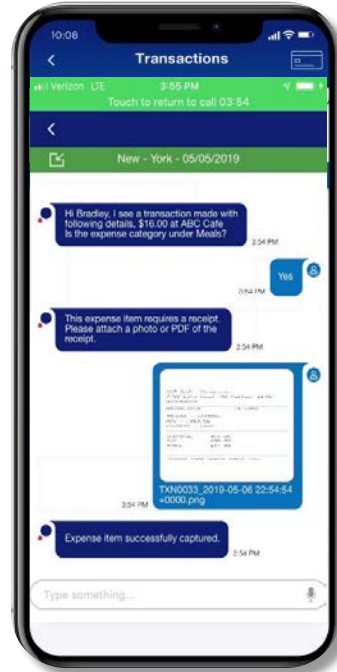 10:08
Transactions
Verizon LTE 3:55 PM
Touch to return to call 03:54
New - York - 05/05/2019
Hi Bradley, I see a transaction made with
following details, $16.00 at ABC Cafe
Is the expense category under Meals?
2:54 PM
Yes
3:54 PM
This expense item requires a receipt.
Please attach a photo or PDF of the
receipt.
2:54 PM
TXN0033_2019-05-06 22:54:54
+0000.png
3:54 PM
Expense item successfully captured.
2:54 PM
Type something...